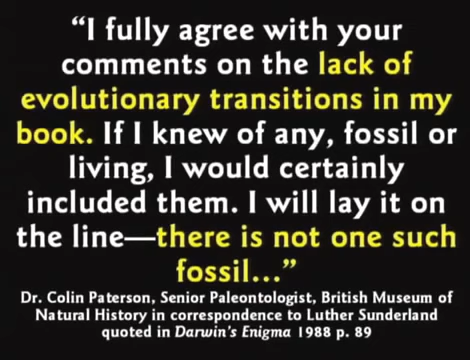 “I fully agree with your
comments on the lack of
evolutionary transitions in my
book. If I knew of any, fossil or
living, I would certainly
included them. I will lay it on
the line—there is not one such
fossil...”
Dr. Colin Paterson, Senior Paleontologist, British Museum of
Natural History in correspondence to Luther Sunderland
quoted in Darwin's Enigma 1988 p. 89